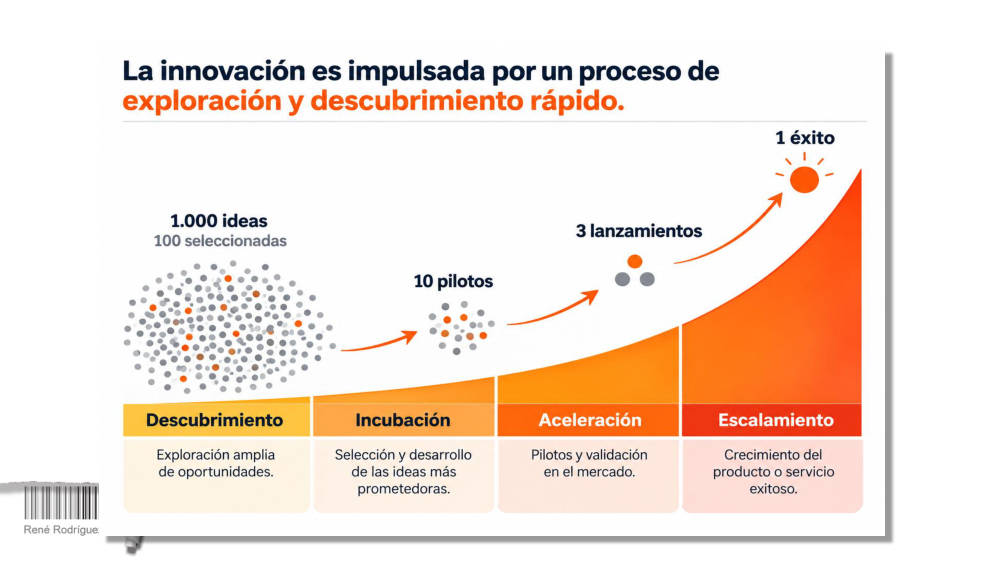 La innovación es impulsada por un proceso de
exploración y descubrimiento rápido.
1 éxito
1.000 ideas
100 seleccionadas
3 lanzamientos
10 pilotos
Descubrimiento
Incubación
Aceleración
Escalamiento
Exploración amplia
de oportunidades.
Selección y desarrollo
de las ideas más
prometedoras.
Pilotos y validación
en el mercado.
Crecimiento del
producto o servicio
exitoso.
René